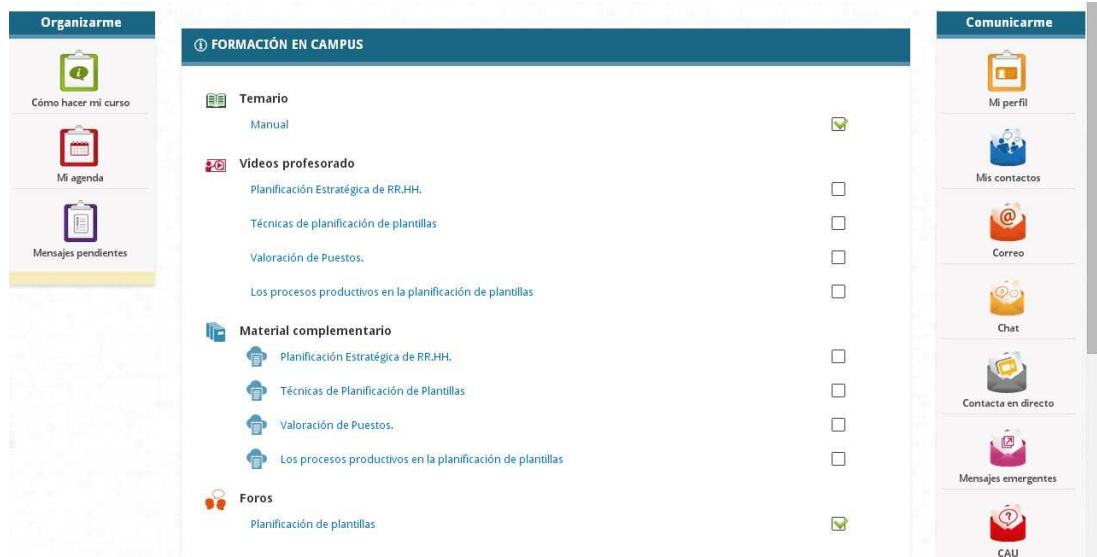 Organizarme
Cómo hacer mi curso
Mi agenda
Mensajes pendientes
FORMACIÓN EN CAMPUS
Temario
Manual
Videos profesorado
Planificación Estratégica de RR.HH.
Técnicas de planificación de plantillas
Valoración de Puestos.
Los procesos productivos en la planificación de plantillas
Material complementario
Planificación Estratégica de RR.HH.
Técnicas de Planificación de Plantillas
Valoración de Puestos.
Los procesos productivos en la planificación de plantillas
Foros
Planificación de plantillas
Comunicarme
Mi perfil
Mis contactos
Correo
Chat
Contacta en directo
Mensajes emergentes
CAU